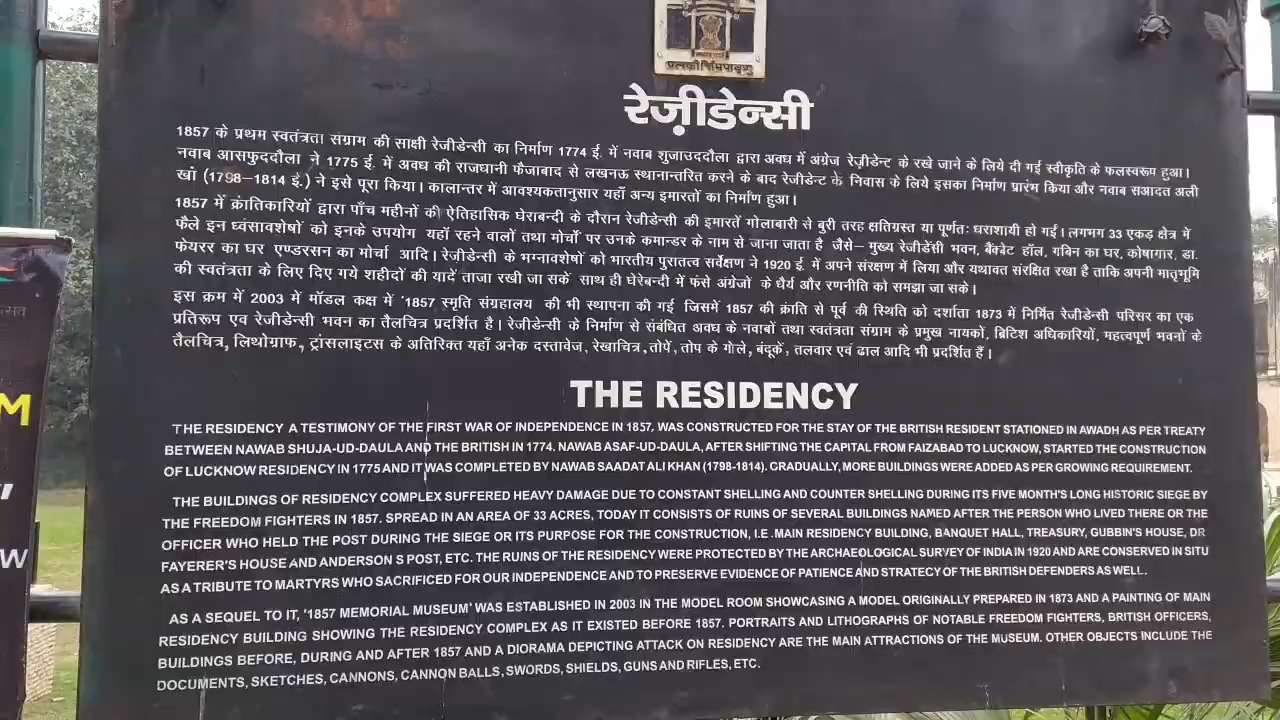 प्रत्नकीर्तिमपावृणु
रेज़ीडेन्सी
1857 के प्रथम स्वतंत्रता संग्राम की साक्षी रेजीडेन्सी का निर्माण 1774 ई. में नवाब शुजाउददौला द्वारा अवध में अंग्रेज रेज़ीडेन्ट के रखे जाने के लिये दी गई स्वीकृति के फलस्वरूप हुआ।
नवाब आसफुददौला ने 1775 ई. में अवध की राजधानी फैजाबाद से लखनऊ स्थानान्तरित करने के बाद रेजीडेन्ट के निवास के लिये इसका निर्माण प्रारंभ किया और नवाब सआदत अली
खां (1798–1814 ई.) ने इसे पूरा किया। कालान्तर में आवश्यकतानुसार यहाँ अन्य इमारतों का निर्माण हुआ।
1857 में क्रांतिकारियों द्वारा पाँच महीनों की ऐतिहासिक घेराबन्दी के दौरान रेजीडेन्सी की इमारतें गोलाबारी से बुरी तरह क्षतिग्रस्त या पूर्णतः धराशायी हो गई। लगभग 33 एकड़ क्षेत्र में
फैले इन ध्वंसावशेषों को इनके उपयोग यहाँ रहने वालों तथा मोर्चों पर उनके कमान्डर के नाम से जाना जाता है जैसे– मुख्य रेजीडेंसी भवन, बैंक्वेट हॉल, गबिन का घर, कोषागार, डा.
फेयरर का घर एण्डरसन का मोर्चा आदि। रेजीडेन्सी के भग्नावशेषों को भारतीय पुरातत्व सर्वेक्षण ने 1920 ई. में अपने संरक्षण में लिया और यथावत संरक्षित रखा है ताकि अपनी मातृभूमि
की स्वतंत्रता के लिए दिए गये शहीदों की यादें ताजा रखी जा सकें साथ ही घेरेबन्दी में फंसे अंग्रेजों के धैर्य और रणनीति को समझा जा सके।
इस क्रम में 2003 में मॉडल कक्ष में '1857 स्मृति संग्रहालय की भी स्थापना की गई जिसमें 1857 की क्रांति से पूर्व की स्थिति को दर्शाता 1873 में निर्मित रेजीडेन्सी परिसर का एक
प्रतिरूप एव रेजीडेन्सी भवन का तैलचित्र प्रदर्शित है। रेजीडेन्सी के निर्माण से संबंधित अवध के नवाबों तथा स्वतंत्रता संग्राम के प्रमुख नायकों, ब्रिटिश अधिकारियों, महत्वपूर्ण भवनों के
तैलचित्र, लिथोग्राफ, ट्रांसलाइटस के अतिरिक्त यहाँ अनेक दस्तावेज, रेखाचित्र, तोपें, तोप के गोले, बंदूकें, तलवार एवं ढाल आदि भी प्रदर्शित हैं।
THE RESIDENCY
THE RESIDENCY A TESTIMONY OF THE FIRST WAR OF INDEPENDENCE IN 1857, WAS CONSTRUCTED FOR THE STAY OF THE BRITISH RESIDENT STATIONED IN AWADH AS PER TREATY
BETWEEN NAWAB SHUJA-UD-DAULA AND THE BRITISH IN 1774. NAWAB ASAF-UD-DAULA, AFTER SHIFTING THE CAPITAL FROM FAIZABAD TO LUCKNOW, STARTED THE CONSTRUCTION
OF LUCKNOW RESIDENCY IN 1775 AND IT WAS COMPLETED BY NAWAB SAADAT ALI KHAN (1798-1814). GRADUALLY, MORE BUILDINGS WERE ADDED AS PER GROWING REQUIREMENT.
THE BUILDINGS OF RESIDENCY COMPLEX SUFFERED HEAVY DAMAGE DUE TO CONSTANT SHELLING AND COUNTER SHELLING DURING ITS FIVE MONTH'S LONG HISTORIC SIEGE BY
THE FREEDOM FIGHTERS IN 1857. SPREAD IN AN AREA OF 33 ACRES, TODAY IT CONSISTS OF RUINS OF SEVERAL BUILDINGS NAMED AFTER THE PERSON WHO LIVED THERE OR THE
OFFICER WHO HELD THE POST DURING THE SIEGE OR ITS PURPOSE FOR THE CONSTRUCTION, I.E. MAIN RESIDENCY BUILDING, BANQUET HALL, TREASURY, GUBBIN'S HOUSE, DR
FAYERER'S HOUSE AND ANDERSON S POST, ETC. THE RUINS OF THE RESIDENCY WERE PROTECTED BY THE ARCHAEOLOGICAL SURVEY OF INDIA IN 1920 AND ARE CONSERVED IN SITU
AS A TRIBUTE TO MARTYRS WHO SACRIFICED FOR OUR INDEPENDENCE AND TO PRESERVE EVIDENCE OF PATIENCE AND STRATECY OF THE BRITISH DEFENDERS AS WELL.
AS A SEQUEL TO IT, '1857 MEMORIAL MUSEUM' WAS ESTABLISHED IN 2003 IN THE MODEL ROOM SHOWCASING A MODEL ORIGINALLY PREPARED IN 1873 AND A PAINTING OF MAIN
RESIDENCY BUILDING SHOWING THE RESIDENCY COMPLEX AS IT EXISTED BEFORE 1857. PORTRAITS AND LITHOGRAPHS OF NOTABLE FREEDOM FIGHTERS, BRITISH OFFICERS,
BUILDINGS BEFORE, DURING AND AFTER 1857 AND A DIORAMA DEPICTING ATTACK ON RESIDENCY ARE THE MAIN ATTRACTIONS OF THE MUSEUM. OTHER OBJECTS INCLUDE THE
DOCUMENTS, SKETCHES, CANNONS, CANNON BALLS, SWORDS, SHIELDS, GUNS AND RIFLES, ETC.